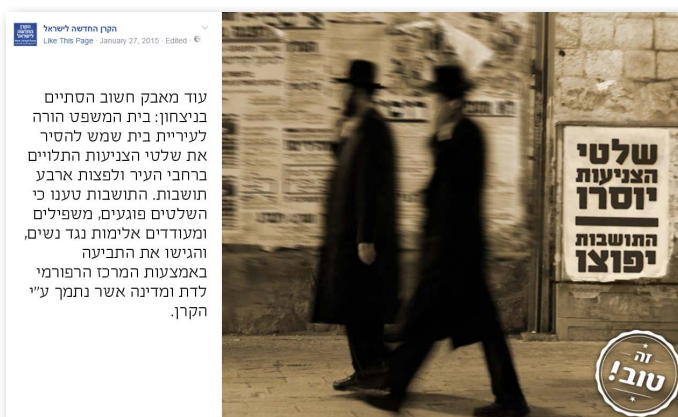 הקרן החדשה לישראל
Like This Page · January 27, 2015 · Edited ·
עוד מאבק חשוב הסתיים
בניצחון: בית המשפט הורה
לעיריית בית שמש להסיר
את שלטי הצניעות התלויים
ברחבי העיר ולפצות ארבע
תושבות. התושבות טענו כי
השלטים פוגעים, משפילים
ומעודדים אלימות נגד נשים,
והגישו את התביעה
באמצעות המרכז הרפורמי
לדת ומדינה אשר נתמך ע"י
הקרן.
שלטי
הצניעות
יוסרו
התושבות
יפוצו
זה
טוב!